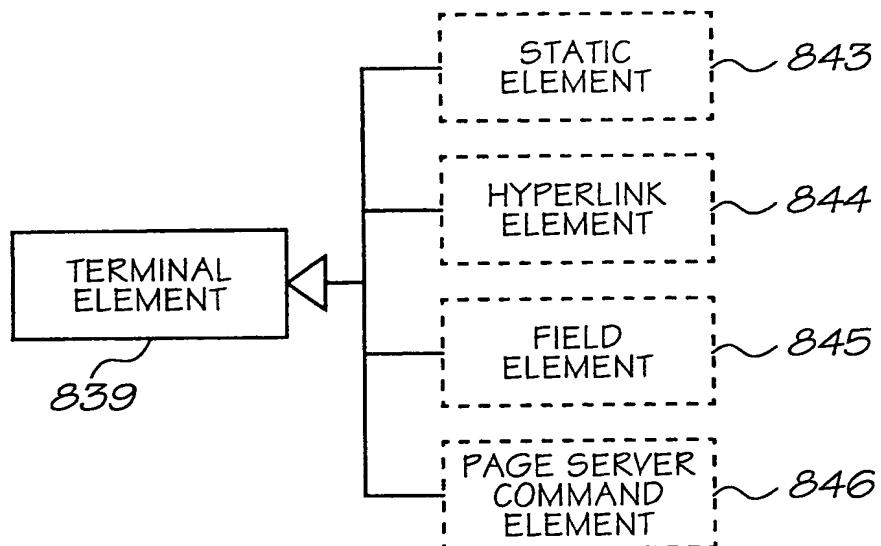 STATIC
ELEMENT
843
HYPERLINK
ELEMENT
844
TERMINAL
ELEMENT
839
FIELD
ELEMENT
845
PAGE SERVER
COMMAND
ELEMENT
846